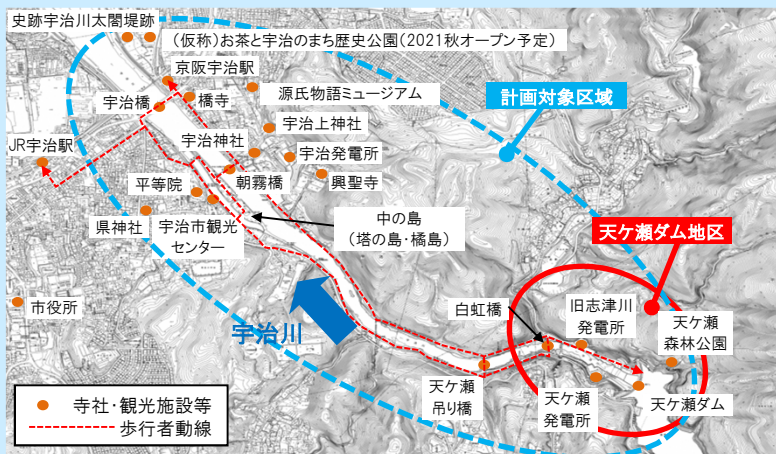 史跡宇治川太閤堤跡
(仮称)お茶と宇治のまち歴史公園(2021秋オープン予定)
京阪宇治駅
源氏物語ミュージアム
宇治橋
橋寺
計画対象区域
宇治上神社
宇治神社
JR宇治駅
宇治発電所
興聖寺
平等院
朝霧橋
県神社
宇治市観光
センター
中の島
(塔の島・橘島)
天ケ瀬ダム地区
市役所
宇治川
白虹橋
旧志津川
発電所
天ケ瀬
森林公園
天ケ瀬
吊り橋
天ケ瀬
発電所
天ケ瀬ダム
寺社・観光施設等
歩行者動線